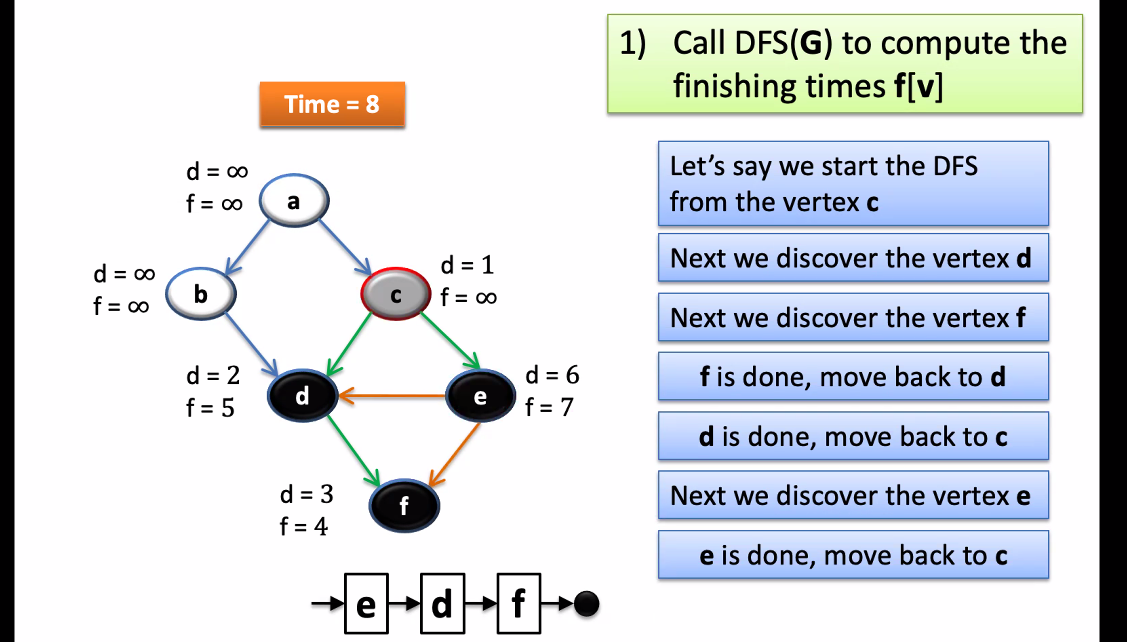 1) Call DFS(G) to compute the
finishing times f[v]
Time = 8
Let’s say we start the DFS
from the vertex c
Next we discover the vertex d
Next we discover the vertex f
f is done, move back to d
d is done, move back to c
Next we discover the vertex e
e is done, move back to c
d = ∞
f = ∞
a
d = ∞
f = ∞
b
c
d = 1
f = ∞
d = 2
f = 5
d
e
d = 6
f = 7
d = 3
f = 4
f
e d f